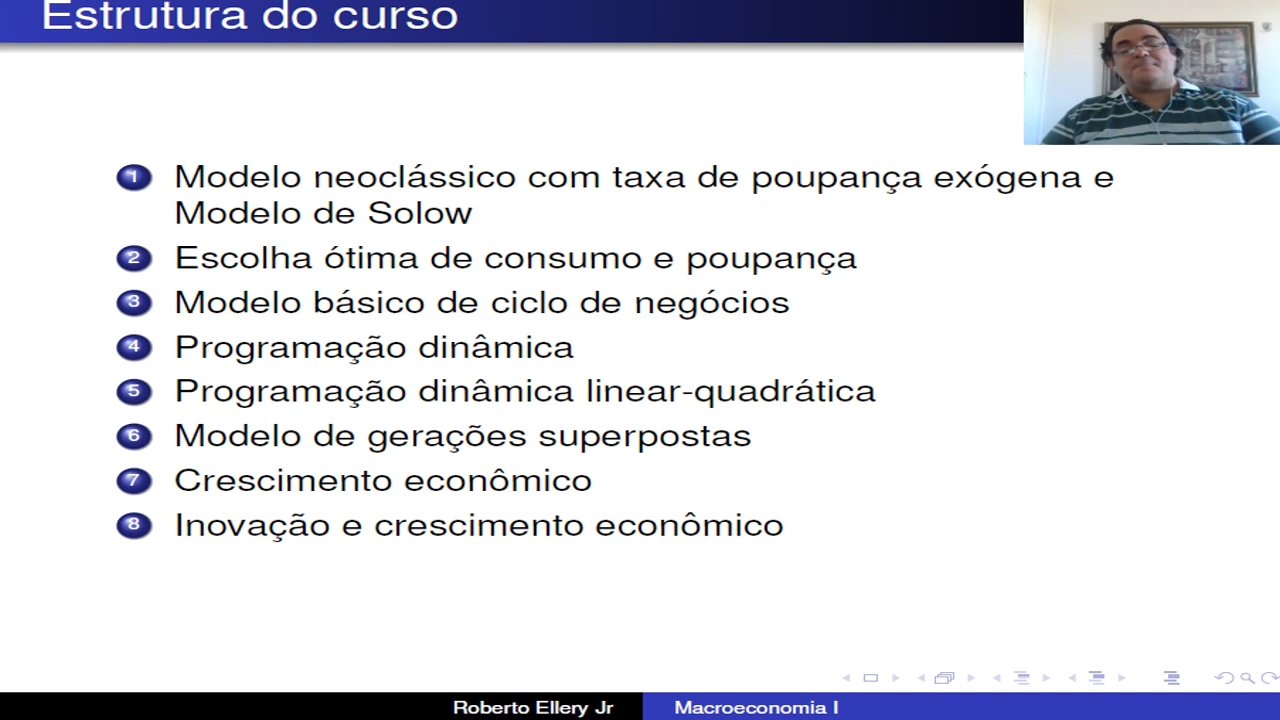 Estrutura do curso
1 Modelo neoclássico com taxa de poupança exógena e
Modelo de Solow
2 Escolha ótima de consumo e poupança
3 Modelo básico de ciclo de negócios
4 Programação dinâmica
5 Programação dinâmica linear-quadrática
6 Modelo de gerações superpostas
7 Crescimento econômico
8 Inovação e crescimento econômico
Roberto Ellery Jr Macroeconomia I